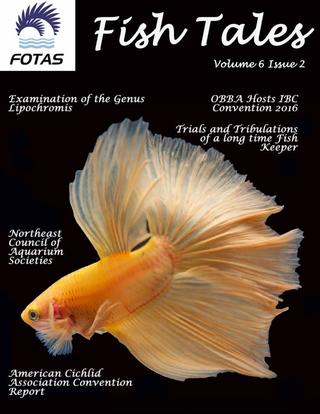 FOTAS
Fish Tales
Volume 6 Issue 2
Examination of the Genus
Lipochromis
OBBA Hosts IBC
Convention 2016
Trials and Tribulations
of a long time Fish
Keeper
Northeast
Council of
Aquarium
Societies
American Cichlid
Association Convention
Report